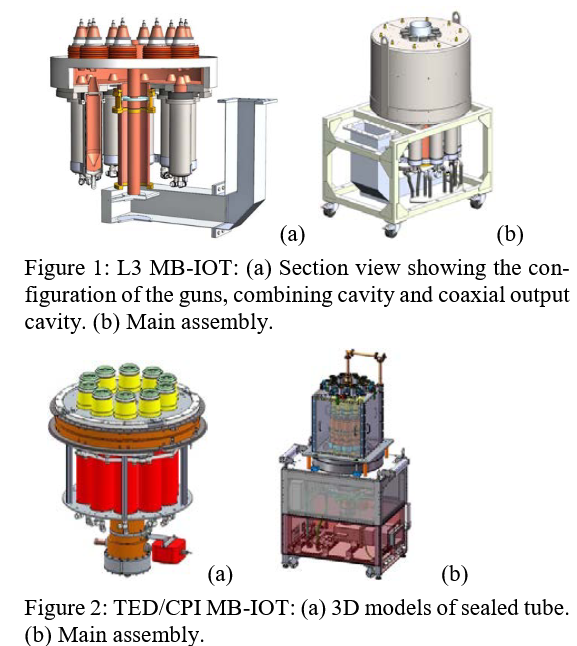 (a)
(b)
Figure 1: L3 MB-IOT: (a) Section view showing the con-
figuration of the guns, combining cavity and coaxial output
cavity. (b) Main assembly.
(a)
(b)
Figure 2: TED/CPI MB-IOT: (a) 3D models of sealed tube.
(b) Main assembly.